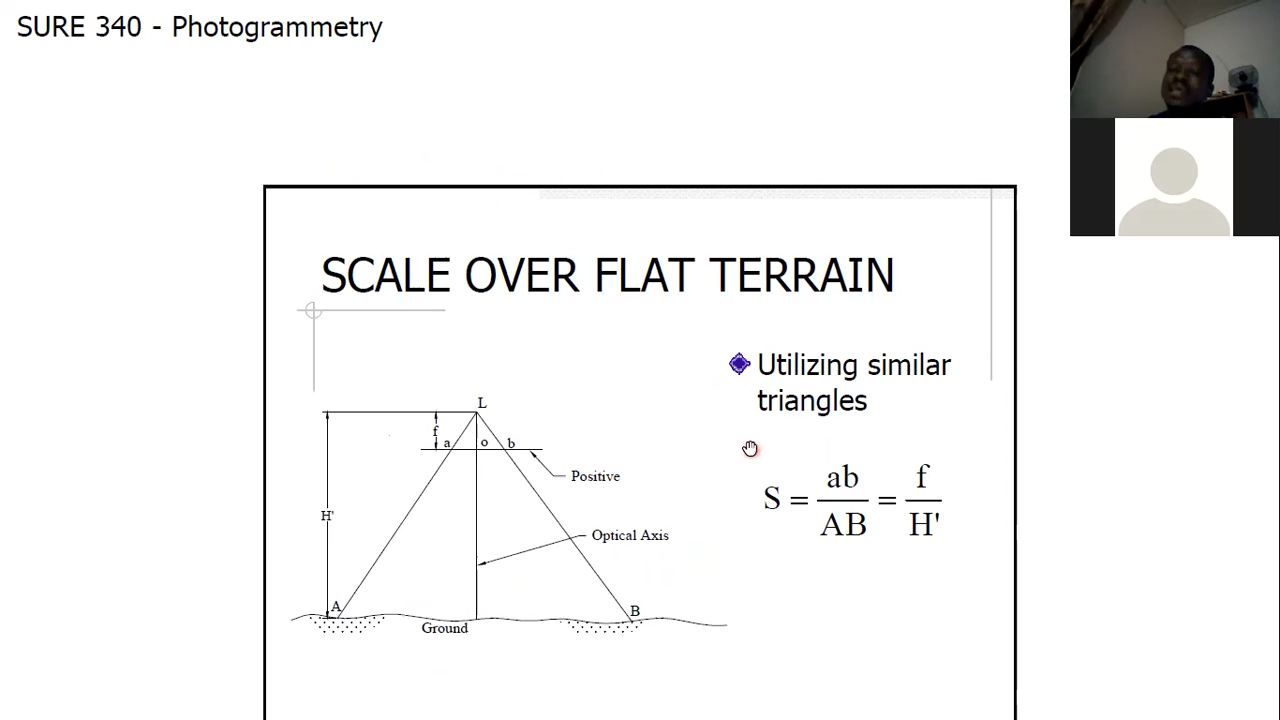 SURE 340 - Photogrammetry
SCALE OVER FLAT TERRAIN
Utilizing similar
triangles
L
f
a o b
Positive
H'
Optical Axis
A
B
Ground
S = ab/AB = f/H'